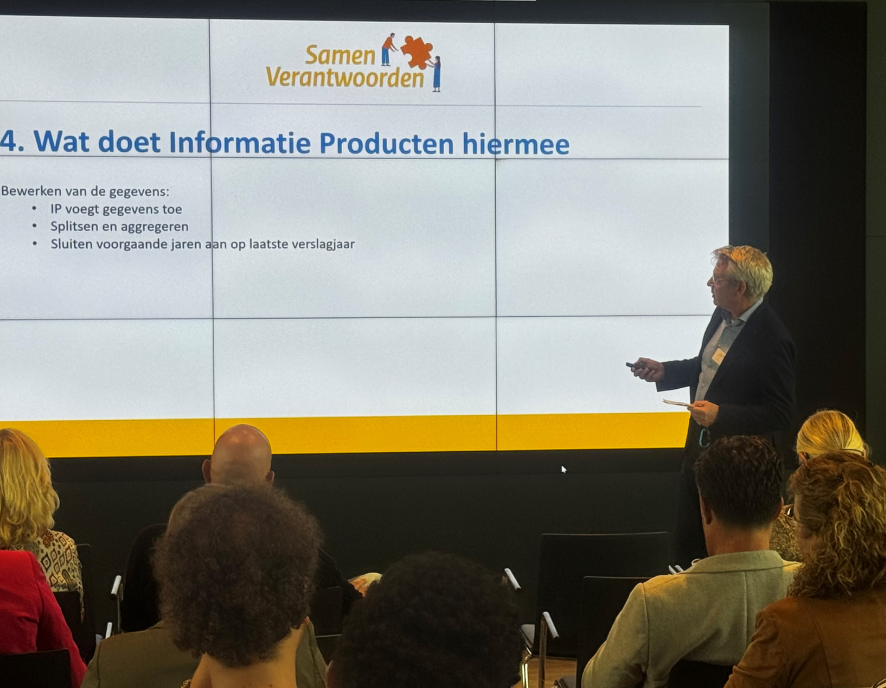 Samen
Verantwoorden
4. Wat doet Informatie Producten hiermee
Bewerken van de gegevens:
• IP voegt gegevens toe
• Splitsen en aggregeren
• Sluiten voorgaande jaren aan op laatste verslagjaar